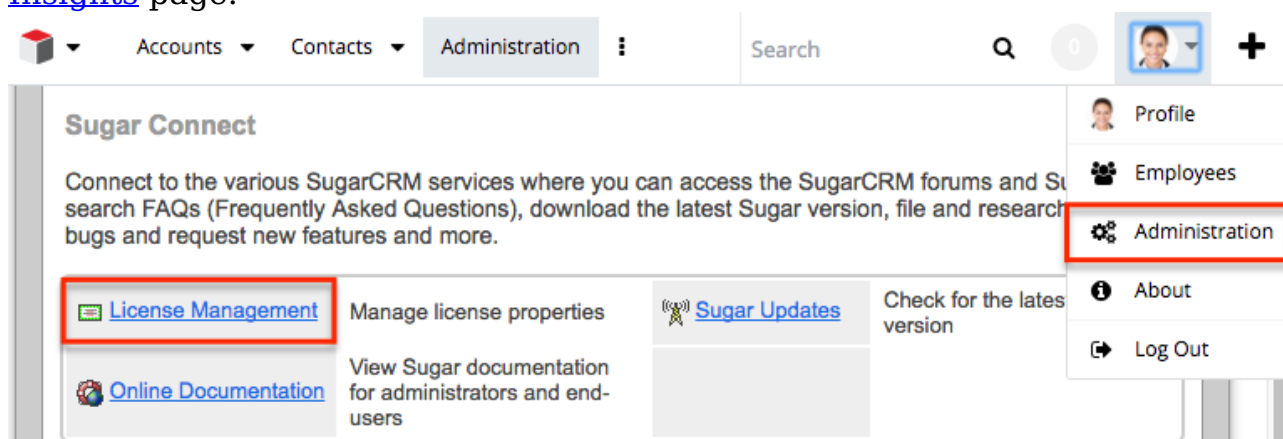 Insights page.
Accounts Contacts Administration Search 0
Sugar Connect
Profile
Connect to the various SugarCRM services where you can access the SugarCRM forums and
search FAQs (Frequently Asked Questions), download the latest Sugar version, file and research
bugs and request new features and more.
Employees
Administration
About
Log Out
License Management Manage license properties Sugar Updates Check for the
version
Online Documentation View Sugar documentation
for administrators and end-
users